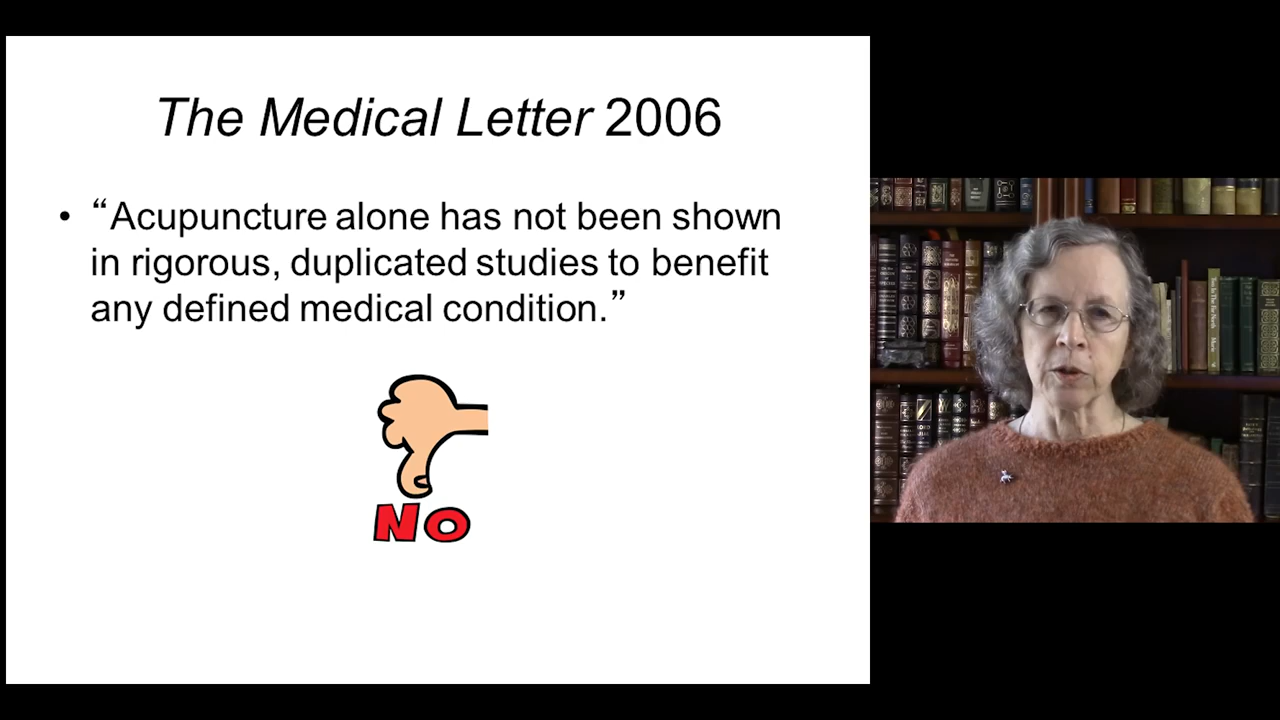 The Medical Letter 2006
• “Acupuncture alone has not been shown
in rigorous, duplicated studies to benefit
any defined medical condition.”
NO